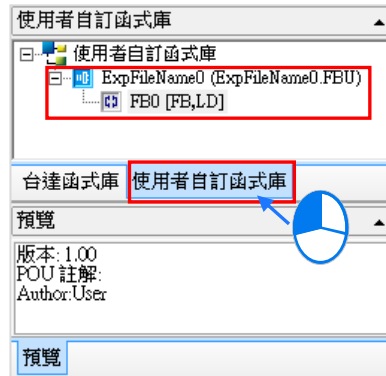 使用者自訂函式庫
使用者自訂函式庫
ExpFileName0 (ExpFileName0.FBU)
FB0 [FB,LD]
台達函式庫 使用者自訂函式庫
預覽
版本: 1.00
POU 註解:
Author:User
預覽